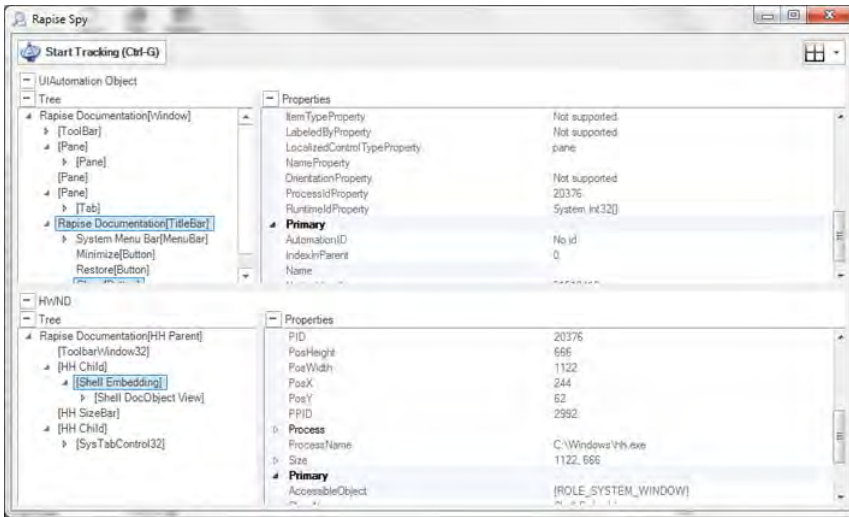 Rapise Spy
Start Tracking (Ctrl-G)
UIAutomation Object
Tree
Rapise Documentation[Window]
[ToolBar]
[Pane]
[Pane]
[Pane]
[Pane]
[Tab]
Rapise Documentation[TitleBar]
System Menu Bar[MenuBar]
Minimize[Button]
Restore[Button]
Properties
ItemTypeProperty Not supported
LabeledByProperty Not supported
LocalizedControlTypeProperty pane
NameProperty
OrientationProperty Not supported
ProcessIdProperty 20376
RuntimeIdProperty System.Int32[]
Primary
AutomationID No id
IndexInParent 0
Name
HWND
Tree
Rapise Documentation[HH Parent]
[ToolbarWindow32]
[HH Child]
[Shell Embedding]
[Shell DocObject View]
[HH SizeBar]
[HH Child]
[SysTabControl32]
Properties
PID 20376
PosHeight 666
PosWidth 1122
PosX 244
PosY 62
PPID 2992
Process
ProcessName C:\Windows\hh.exe
Size 1122, 666
Primary
AccessibleObject {ROLE_SYSTEM_WINDOW}